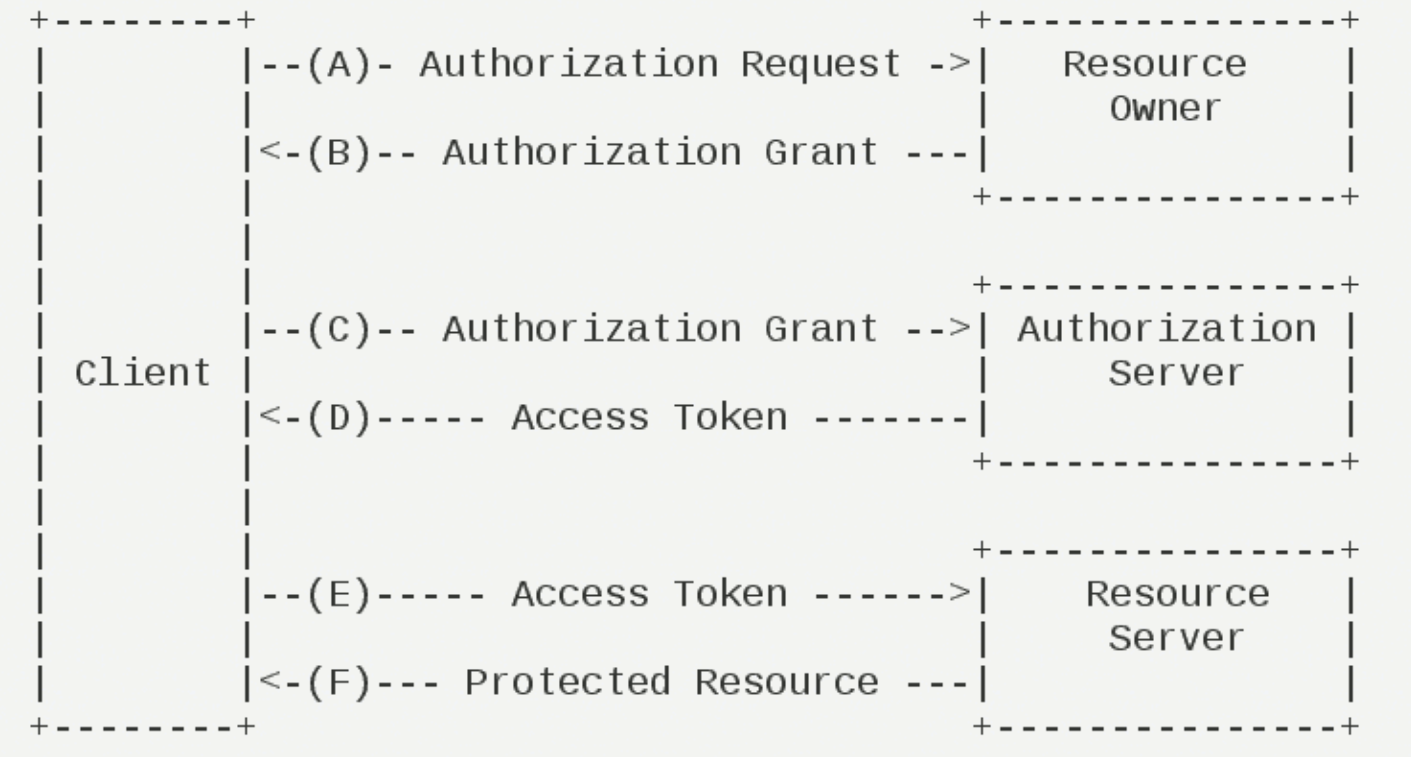 +--------+                               +---------------+
|        |--(A)- Authorization Request ->|   Resource    |
|        |                               |     Owner     |
|        |<-(B)-- Authorization Grant ---|               |
|        |                               +---------------+
|        |
|        |                               +---------------+
|        |--(C)-- Authorization Grant -->| Authorization |
| Client |                               |     Server    |
|        |<-(D)----- Access Token -------|               |
|        |                               +---------------+
|        |
|        |                               +---------------+
|        |--(E)----- Access Token ------>|    Resource   |
|        |                               |     Server    |
|        |<-(F)--- Protected Resource ---|               |
+--------+                               +---------------+